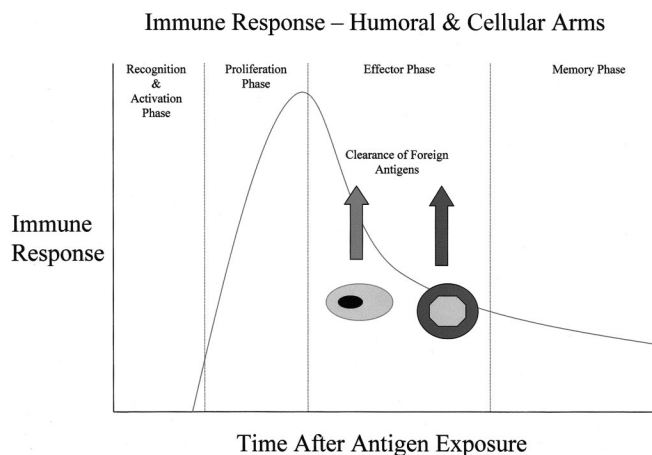 Immune Response – Humoral & Cellular Arms
Recognition
&
Activation
Phase
Proliferation
Phase
Effector Phase
Memory Phase
Clearance of Foreign
Antigens
Immune
Response
Time After Antigen Exposure